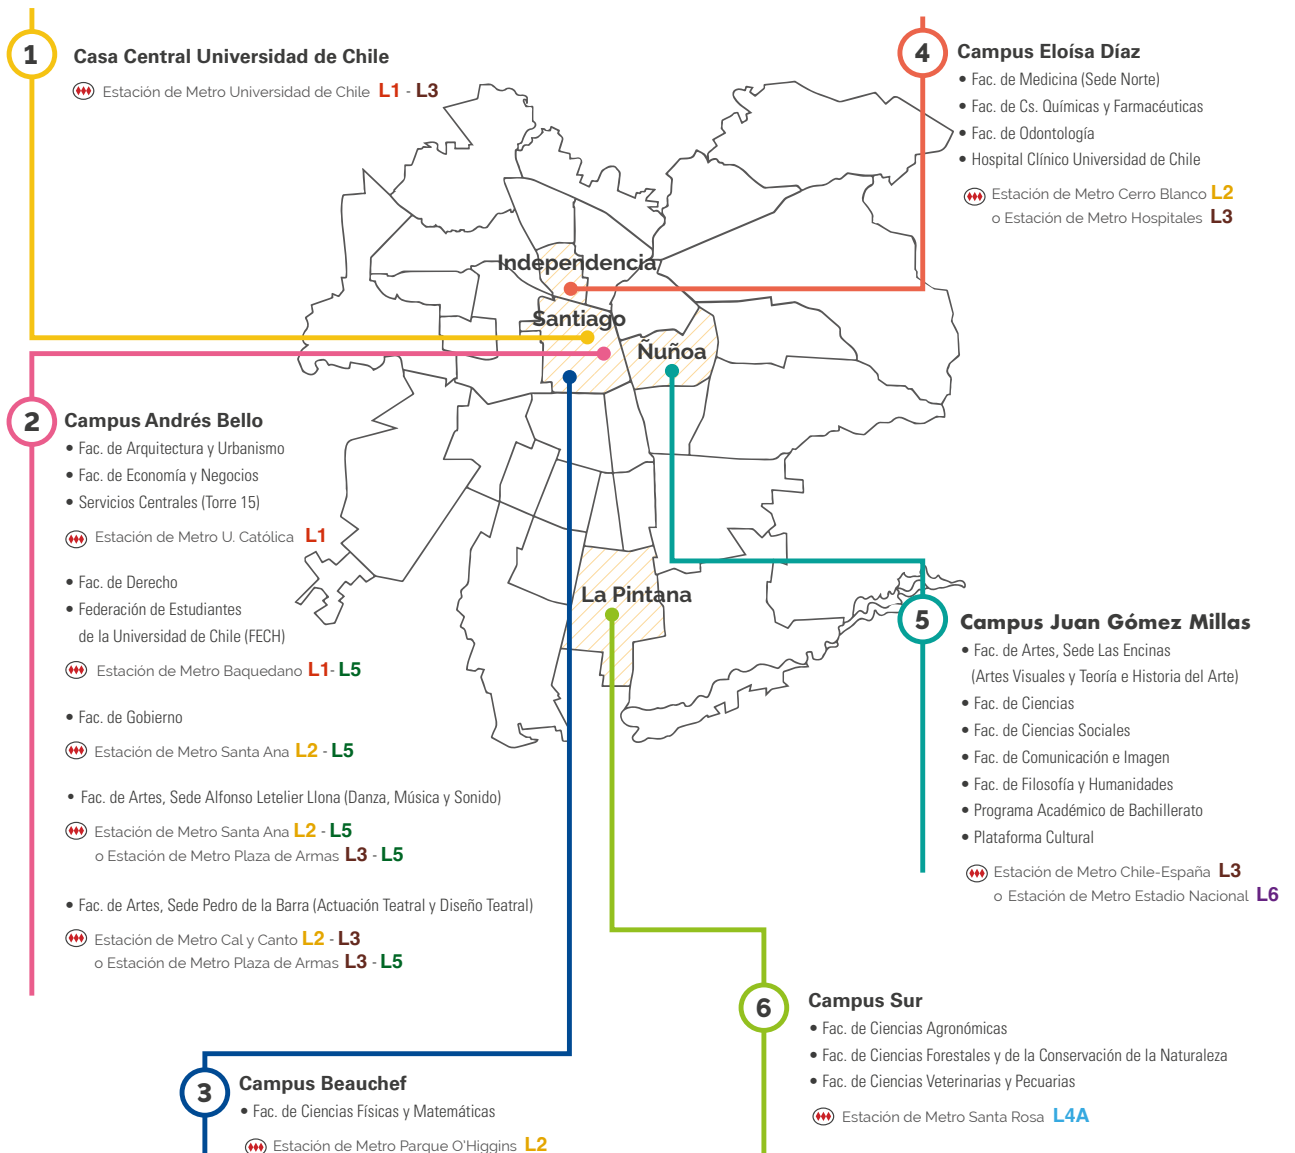 1
Casa Central Universidad de Chile
Estación de Metro Universidad de Chile L1 - L3
4
Campus Eloísa Díaz
• Fac. de Medicina (Sede Norte)
• Fac. de Cs. Químicas y Farmacéuticas
• Fac. de Odontología
• Hospital Clínico Universidad de Chile
Estación de Metro Cerro Blanco L2
o Estación de Metro Hospitales L3
Independencia
Santiago
Ñuñoa
La Pintana
2
Campus Andrés Bello
• Fac. de Arquitectura y Urbanismo
• Fac. de Economía y Negocios
• Servicios Centrales (Torre 15)
Estación de Metro U. Católica L1
• Fac. de Derecho
• Federación de Estudiantes
de la Universidad de Chile (FECH)
Estación de Metro Baquedano L1- L5
• Fac. de Gobierno
Estación de Metro Santa Ana L2 - L5
• Fac. de Artes, Sede Alfonso Letelier Llona (Danza, Música y Sonido)
Estación de Metro Santa Ana L2 - L5
o Estación de Metro Plaza de Armas L3 - L5
• Fac. de Artes, Sede Pedro de la Barra (Actuación Teatral y Diseño Teatral)
Estación de Metro Cal y Canto L2 - L3
o Estación de Metro Plaza de Armas L3 - L5
5
Campus Juan Gómez Millas
• Fac. de Artes, Sede Las Encinas
(Artes Visuales y Teoría e Historia del Arte)
• Fac. de Ciencias
• Fac. de Ciencias Sociales
• Fac. de Comunicación e Imagen
• Fac. de Filosofía y Humanidades
• Programa Académico de Bachillerato
• Plataforma Cultural
Estación de Metro Chile-España L3
o Estación de Metro Estadio Nacional L6
3
Campus Beauchef
• Fac. de Ciencias Físicas y Matemáticas
Estación de Metro Parque O'Higgins L2
6
Campus Sur
• Fac. de Ciencias Agronómicas
• Fac. de Ciencias Forestales y de la Conservación de la Naturaleza
• Fac. de Ciencias Veterinarias y Pecuarias
Estación de Metro Santa Rosa L4A